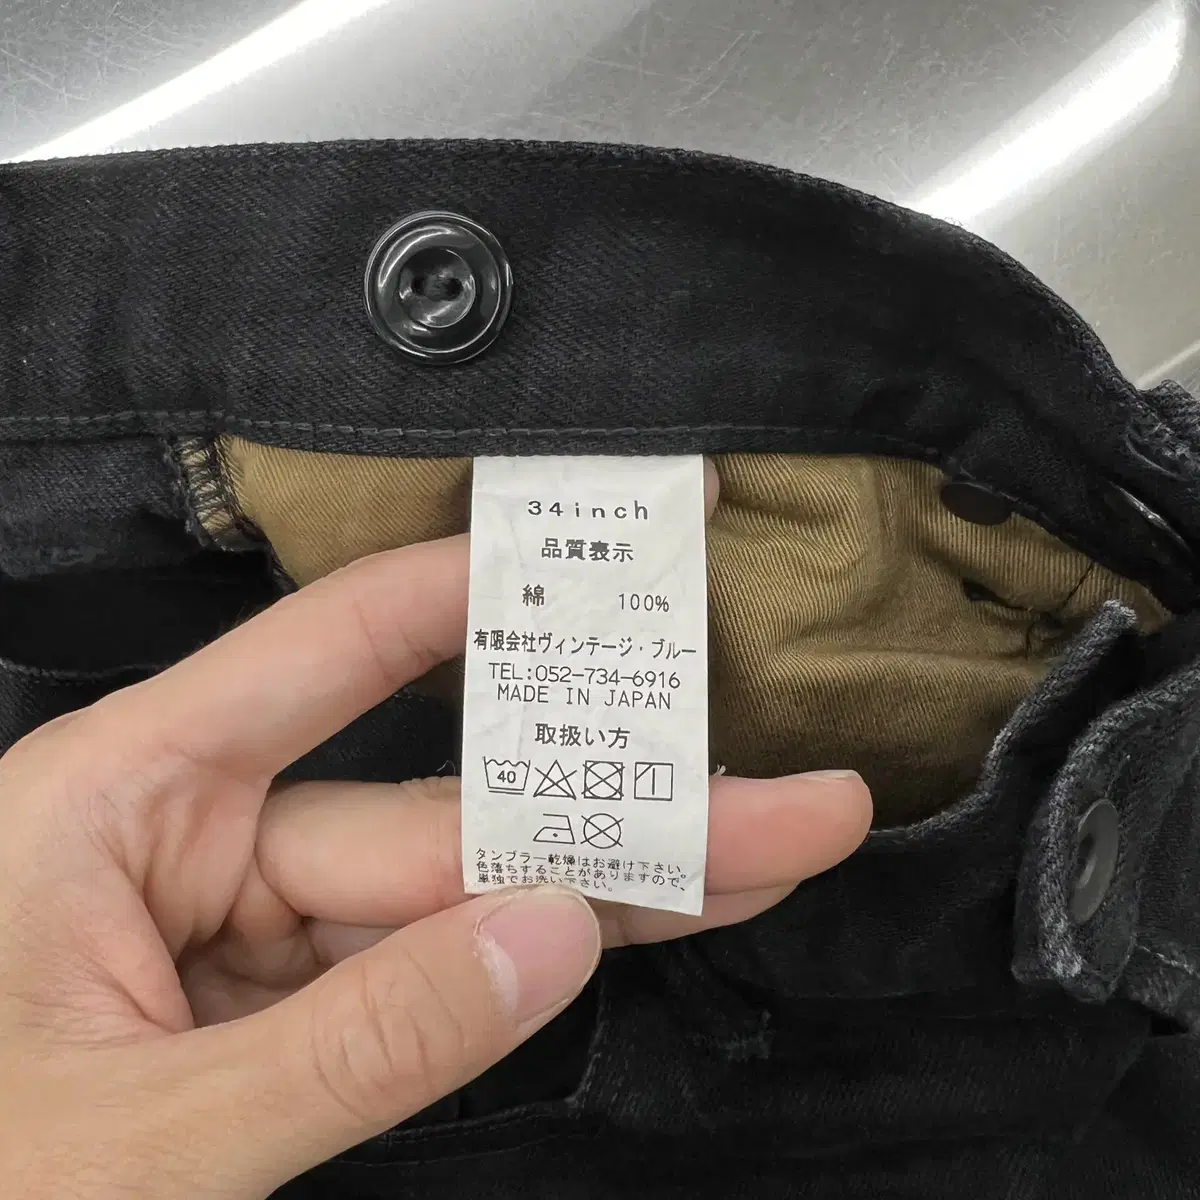 34inch
品質表示
綿 100%
有限会社ヴィンテージ・ブルー
TEL:052-734-6916
MADE IN JAPAN
取扱い方
40
タンブラー乾燥はお避け下さい。
色落ちすることがありますので、
単独でお洗い下さい。